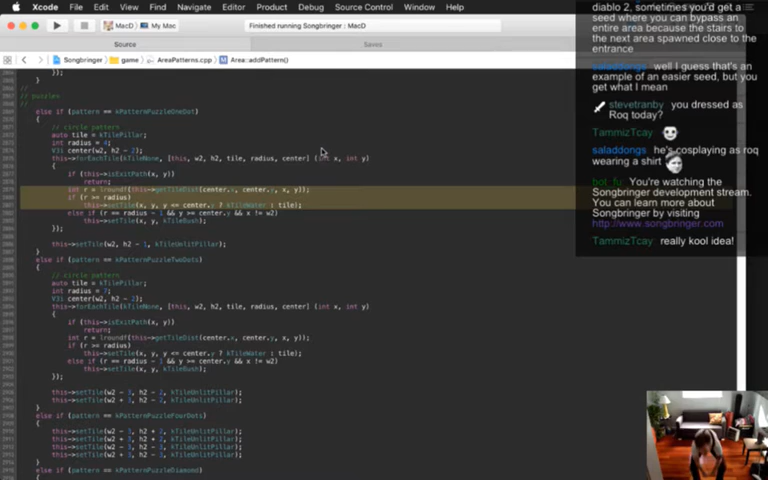 Xcode File Edit View Find Navigate Editor Product Debug Source Control Window Help
MacD My Mac
Finished running Songbringer : MacD
Source
Saves
Songbringer game AreaPatterns.cpp Area::addPattern()
});
}
//
// puzzles
//
else if (pattern == kPatternPuzzleOneDot)
{
// circle pattern
auto tile = kTilePillar;
int radius = 4;
V3i center(w2, h2 - 2);
this->forEachTile(kTileNone, [this, w2, h2, tile, radius, center] (int x, int y)
{
if (this->isExitPath(x, y))
return;
int r = lroundf(this->getTileDist(center.x, center.y, x, y));
if (r >= radius)
this->setTile(x, y, y <= center.y ? kTileWater : tile);
else if (r == radius - 1 && y >= center.y && x != w2)
this->setTile(x, y, kTileBush);
});
this->setTile(w2, h2 - 1, kTileUnlitPillar);
}
else if (pattern == kPatternPuzzleTwoDots)
{
// circle pattern
auto tile = kTilePillar;
int radius = 7;
V3i center(w2, h2 - 2);
this->forEachTile(kTileNone, [this, w2, h2, tile, radius, center] (int x, int y)
{
if (this->isExitPath(x, y))
return;
int r = lroundf(this->getTileDist(center.x, center.y, x, y));
if (r >= radius)
this->setTile(x, y, y <= center.y ? kTileWater : tile);
else if (r == radius - 1 && y >= center.y && x != w2)
this->setTile(x, y, kTileBush);
});
this->setTile(w2 - 3, h2 - 2, kTileUnlitPillar);
this->setTile(w2 + 3, h2 - 2, kTileUnlitPillar);
}
else if (pattern == kPatternPuzzleFourDots)
{
this->setTile(w2 - 3, h2 + 2, kTileUnlitPillar);
this->setTile(w2 + 3, h2 + 2, kTileUnlitPillar);
this->setTile(w2 - 3, h2 - 2, kTileUnlitPillar);
this->setTile(w2 + 3, h2 - 2, kTileUnlitPillar);
}
else if (pattern == kPatternPuzzleDiamond)
diablo 2, sometimes you'd get a
seed where you can bypass an
entire area because the stairs to
the next area spawned close to the
entrance
saladdongs well I guess that's an
example of an easier seed, but you
get what I mean
stevetranby you dressed as
Roq today?
TammizTcay
saladdongs he's cosplaying as roq
wearing a shirt
bot_fu You're watching the
Songbringer development stream.
You can learn more about
Songbringer by visiting
http://www.songbringer.com
TammizTcay really kool idea!